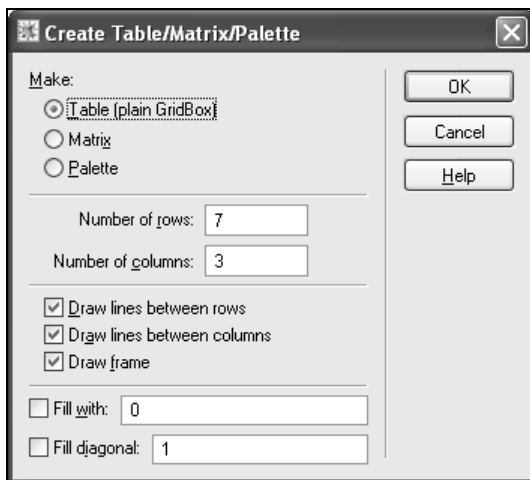 Create Table/Matrix/Palette
Make:
Table (plain GridBox)
Matrix
Palette
Number of rows: 7
Number of columns: 3
Draw lines between rows
Draw lines between columns
Draw frame
Fill with: 0
Fill diagonal: 1
OK
Cancel
Help